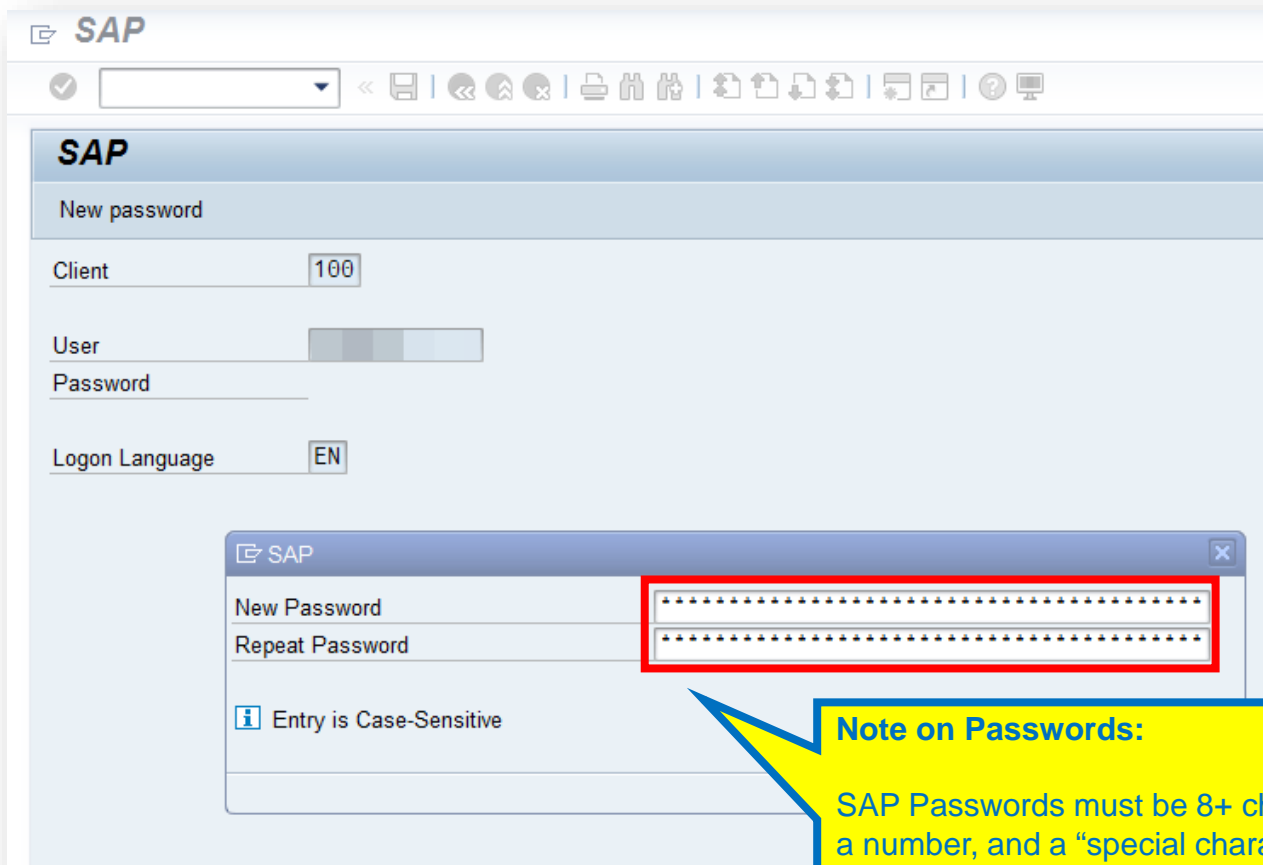 SAP
SAP
New password
Client 100
User
Password
Logon Language EN
SAP
New Password ****************************************
Repeat Password ****************************************
Entry is Case-Sensitive
Note on Passwords:
SAP Passwords must be 8+
a number, and a “special